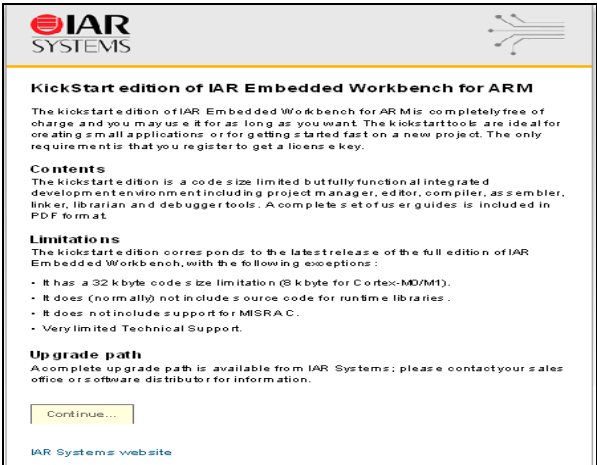 IAR
SYSTEMS
KickStart edition of IAR Embedded Workbench for ARM
The kickstart edition of IAR Embedded Workbench for ARM is completely free of
charge and you may use it for as long as you want. The kickstart tools are ideal for
creating small applications or for getting started fast on a new project. The only
requirement is that you register to get a license key.
Contents
The kickstart edition is a code size limited but fully functional integrated
development environment including project manager, editor, compiler, assembler,
linker, librarian and debugger tools. A complete set of user guides is included in
PDF format.
Limitations
The kickstart edition corresponds to the latest release of the full edition of IAR
Embedded Workbench, with the following exceptions:
• It has a 32 kbyte code size limitation (8 kbyte for Cortex-M0/M1).
• It does (normally) not include source code for runtime libraries.
• It does not include support for MISRA C.
• Very limited Technical Support.
Upgrade path
A complete upgrade path is available from IAR Systems; please contact your sales
office or software distributor for information.
Continue...
IAR Systems website